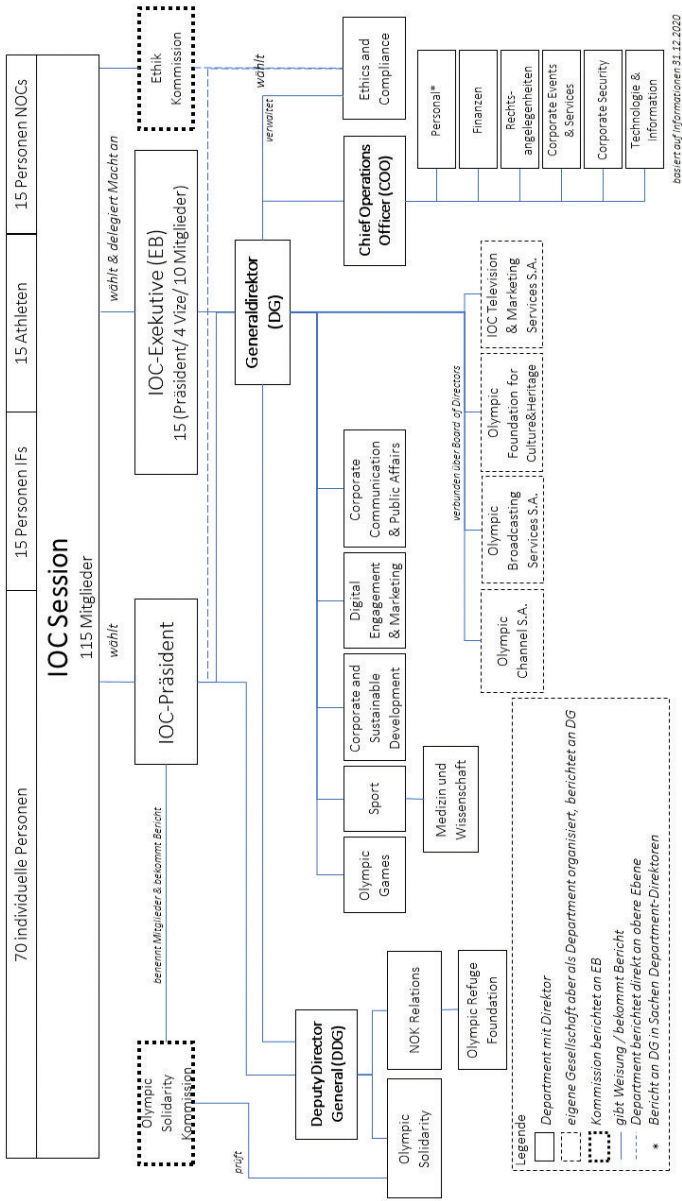 70 individuelle Personen
15 Personen IFs
15 Athleten
15 Personen NOCs
IOC Session
115 Mitglieder
wählt
wählt & delegiert Macht an
Olympic
Solidarity
Kommission
benennt Mitglieder & bekommt Bericht
IOC-Präsident
IOC-Exekutive (EB)
15 (Präsident/ 4 Vize/ 10 Mitglieder)
Ethik
Kommission
prüft
wählt
verwaltet
Deputy Director
General (DDG)
Generaldirektor
(DG)
Chief Operations
Officer (COO)
Ethics and
Compliance
Olympic
Solidarity
NOK Relations
Olympic Refuge
Foundation
Olympic
Games
Sport
Medizin und
Wissenschaft
Corporate and
Sustainable
Development
Digital
Engagement
& Marketing
Corporate
Communication
& Public Affairs
Personal*
Finanzen
Rechts-
angelegenheiten
Corporate Events
& Services
Corporate Security
Technologie &
Information
verbunden über Board of Directors
Olympic
Channel S.A.
Olympic
Broadcasting
Services S.A.
Olympic
Foundation for
Culture&Heritage
IOC Television
& Marketing
Services S.A.
Legende
Department mit Direktor
eigene Gesellschaft aber als Department organisiert, berichtet an DG
Kommission berichtet an EB
gibt Weisung / bekommt Bericht
Department berichtet direkt an obere Ebene
* Bericht an DG in Sachen Department-Direktoren
basiert auf Informationen 31.12.2020